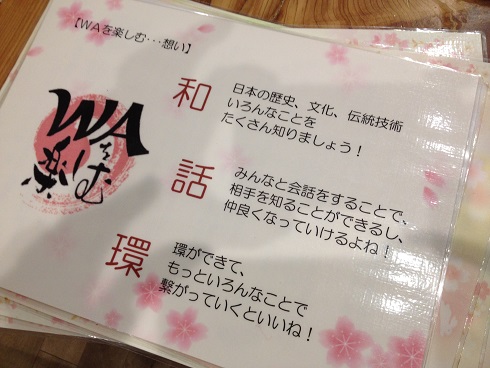 【WAを楽しむ・・・想い】
WAを
楽しむ
和
日本の歴史、文化、伝統技術
いろんなことを
たくさん知りましょう！
話
みんなと会話をすることで、
相手を知ることができるし、
仲良くなっていけるよね！
環
環ができて、
もっといろんなことで
繋がっていくといいね！